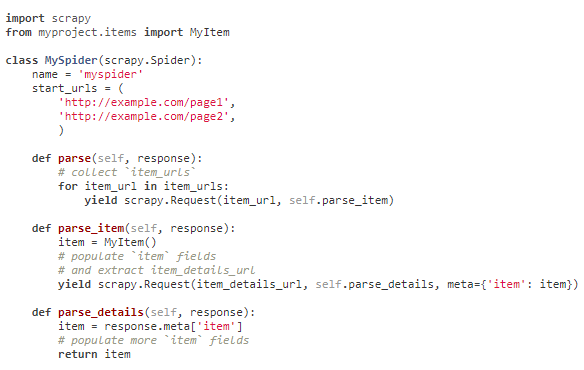 import scrapy
from myproject.items import MyItem

class MySpider(scrapy.Spider):
    name = 'myspider'
    start_urls = (
        'http://example.com/page1',
        'http://example.com/page2',
        )

    def parse(self, response):
        # collect `item_urls`
        for item_url in item_urls:
            yield scrapy.Request(item_url, self.parse_item)

    def parse_item(self, response):
        item = MyItem()
        # populate `item` fields
        # and extract item_details_url
        yield scrapy.Request(item_details_url, self.parse_details, meta={'item': item})

    def parse_details(self, response):
        item = response.meta['item']
        # populate more `item` fields
        return item